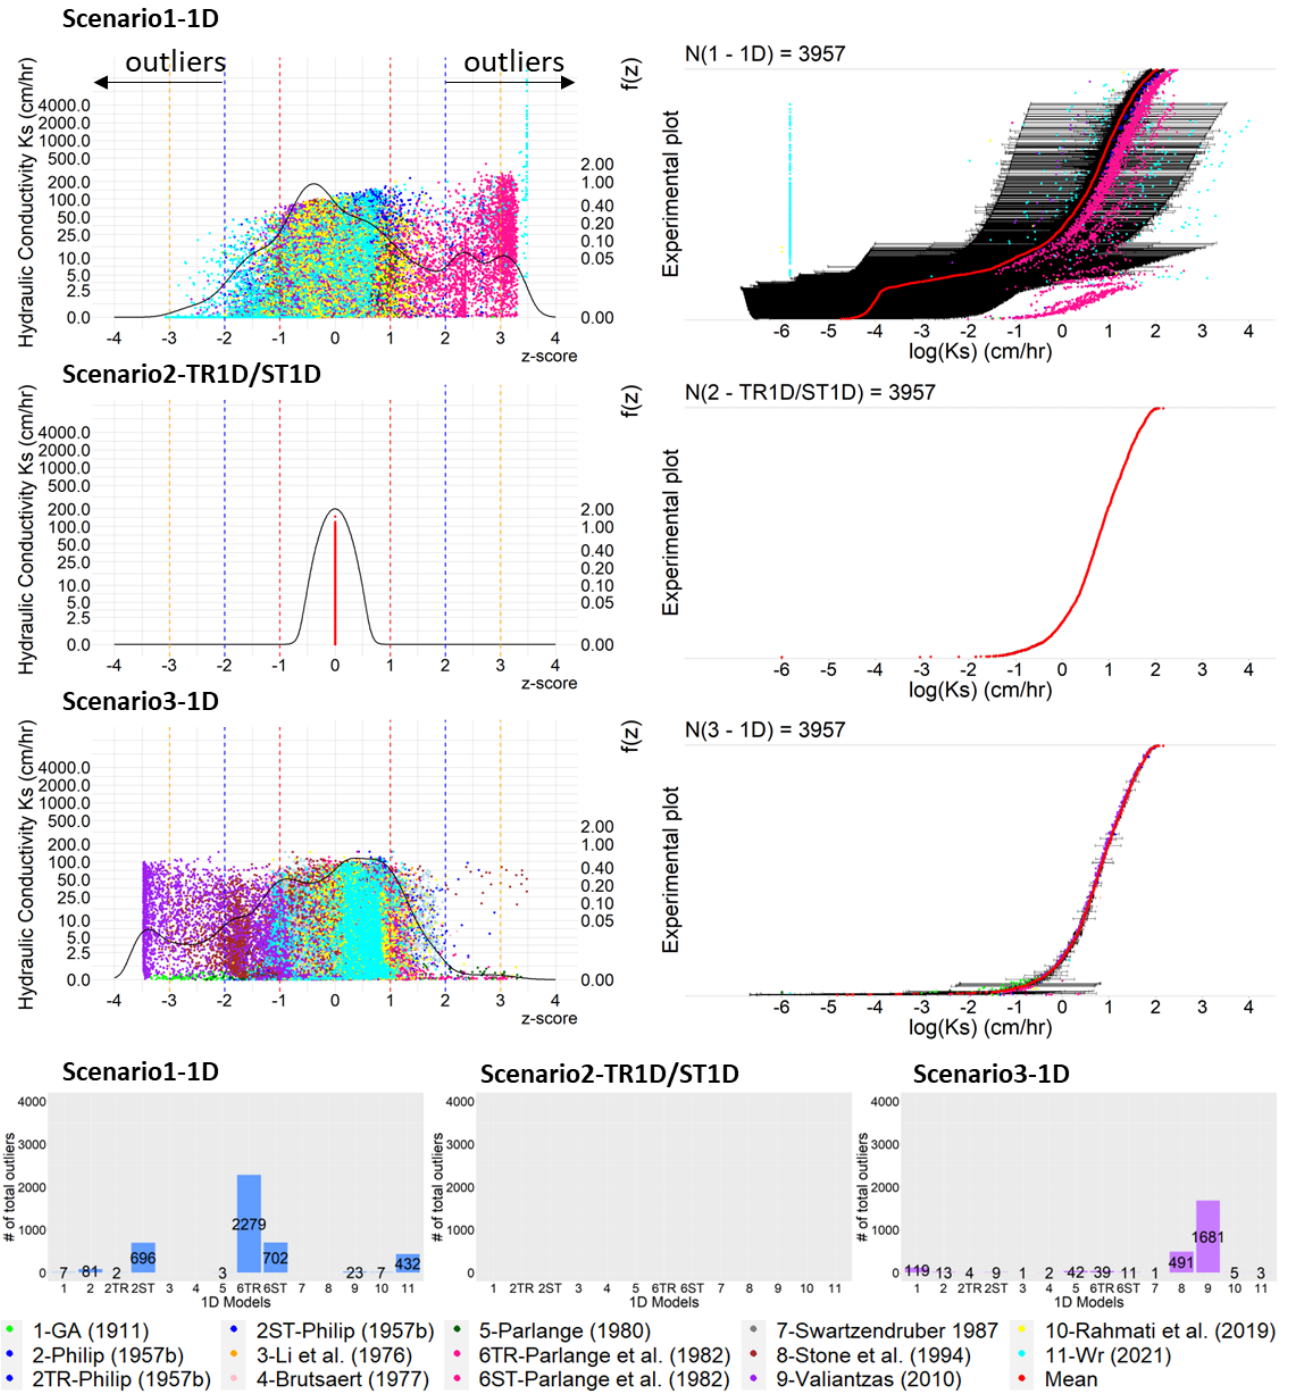 Scenario1-1D
outliers
outliers
f(z)
Hydraulic Conductivity Ks (cm/hr)
4000.0
2000.0
1000.0
500.0
200.0
100.0
50.0
25.0
10.0
5.0
2.5
0.0
2.00
1.00
0.40
0.20
0.10
0.05
0.00
-4 -3 -2 -1 0 1 2 3 4
z-score
N(1 - 1D) = 3957
Experimental plot
-6 -5 -4 -3 -2 -1 0 1 2 3 4
log(Ks) (cm/hr)
Scenario2-TR1D/ST1D
f(z)
Hydraulic Conductivity Ks (cm/hr)
4000.0
2000.0
1000.0
500.0
200.0
100.0
50.0
25.0
10.0
5.0
2.5
0.0
2.00
1.00
0.40
0.20
0.10
0.05
0.00
-4 -3 -2 -1 0 1 2 3 4
z-score
N(2 - TR1D/ST1D) = 3957
Experimental plot
-6 -5 -4 -3 -2 -1 0 1 2 3 4
log(Ks) (cm/hr)
Scenario3-1D
f(z)
Hydraulic Conductivity Ks (cm/hr)
4000.0
2000.0
1000.0
500.0
200.0
100.0
50.0
25.0
10.0
5.0
2.5
0.0
2.00
1.00
0.40
0.20
0.10
0.05
0.00
-4 -3 -2 -1 0 1 2 3 4
z-score
N(3 - 1D) = 3957
Experimental plot
-6 -5 -4 -3 -2 -1 0 1 2 3 4
log(Ks) (cm/hr)
Scenario1-1D
# of total outliers
4000
3000
2000
1000
0
7 81 2 696 3 2279 702 23 7 432
1 2 2TR 2ST 3 4 5 6TR 6ST 7 8 9 10 11
1D Models
Scenario2-TR1D/ST1D
# of total outliers
4000
3000
2000
1000
0
1 2TR 2ST 3 4 5 6TR 6ST 7 8 9 10 11
1D Models
Scenario3-1D
# of total outliers
4000
3000
2000
1000
0
119 13 4 9 1 2 42 39 11 1 491 1681 5 3
1 2 2TR 2ST 3 4 5 6TR 6ST 7 8 9 10 11
1D Models
1-GA (1911)
2-Philip (1957b)
2TR-Philip (1957b)
2ST-Philip (1957b)
3-Li et al. (1976)
4-Brutsaert (1977)
5-Parlange (1980)
6TR-Parlange et al. (1982)
6ST-Parlange et al. (1982)
7-Swartzendruber 1987
8-Stone et al. (1994)
9-Valiantzas (2010)
10-Rahmati et al. (2019)
11-Wr (2021)
Mean